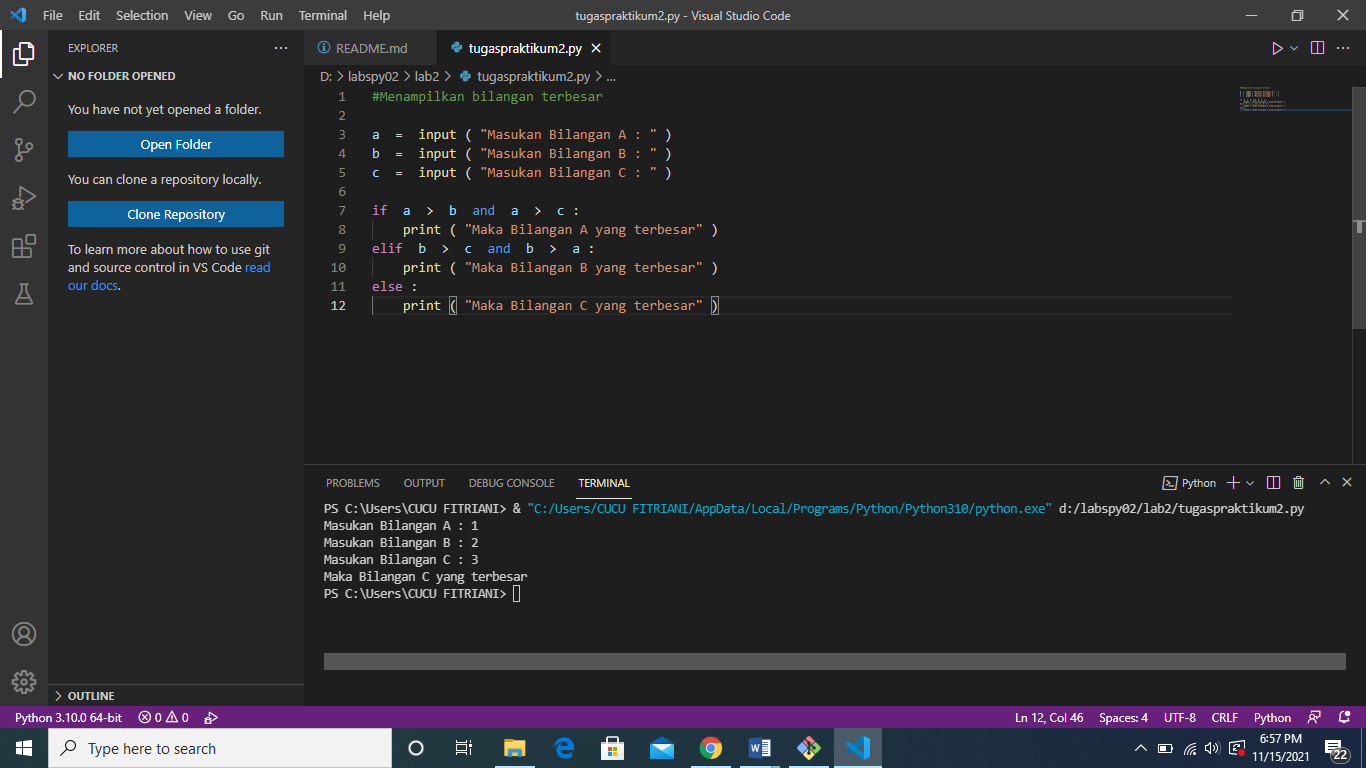 File Edit Selection View Go Run Terminal Help
tugaspraktikum2.py - Visual Studio Code
EXPLORER
NO FOLDER OPENED
You have not yet opened a folder.
Open Folder
You can clone a repository locally.
Clone Repository
To learn more about how to use git
and source control in VS Code read
our docs.
OUTLINE
README.md
tugaspraktikum2.py
D: > labspy02 > lab2 > tugaspraktikum2.py > ...
1 #Menampilkan bilangan terbesar
2
3 a = input ( "Masukan Bilangan A : " )
4 b = input ( "Masukan Bilangan B : " )
5 c = input ( "Masukan Bilangan C : " )
6
7 if a > b and a > c :
8 print ( "Maka Bilangan A yang terbesar" )
9 elif b > c and b > a :
10 print ( "Maka Bilangan B yang terbesar" )
11 else :
12 print ( "Maka Bilangan C yang terbesar" )
PROBLEMS OUTPUT DEBUG CONSOLE TERMINAL
Python
PS C:\Users\CUCU FITRIANI> & "C:/Users/CUCU FITRIANI/AppData/Local/Programs/Python/Python310/python.exe" d:/labspy02/lab2/tugaspraktikum2.py
Masukan Bilangan A : 1
Masukan Bilangan B : 2
Masukan Bilangan C : 3
Maka Bilangan C yang terbesar
PS C:\Users\CUCU FITRIANI>
Python 3.10.0 64-bit 0 0
Ln 12, Col 46 Spaces: 4 UTF-8 CRLF Python
Type here to search
6:57 PM
11/15/2021
22